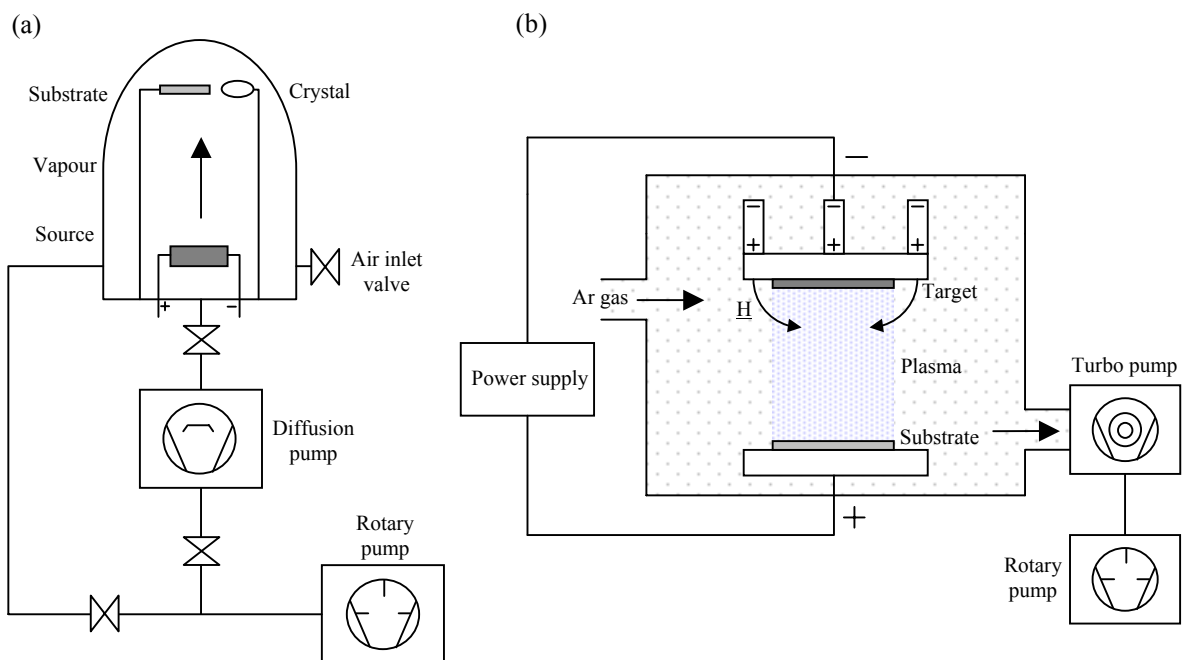 (a)
Substrate
Crystal
Vapour
Source
Air inlet
valve
+
-
Diffusion
pump
Rotary
pump
(b)
−
− − −
+ + +
Ar gas
H
Target
Power supply
Plasma
Turbo pump
Substrate
+
Rotary
pump